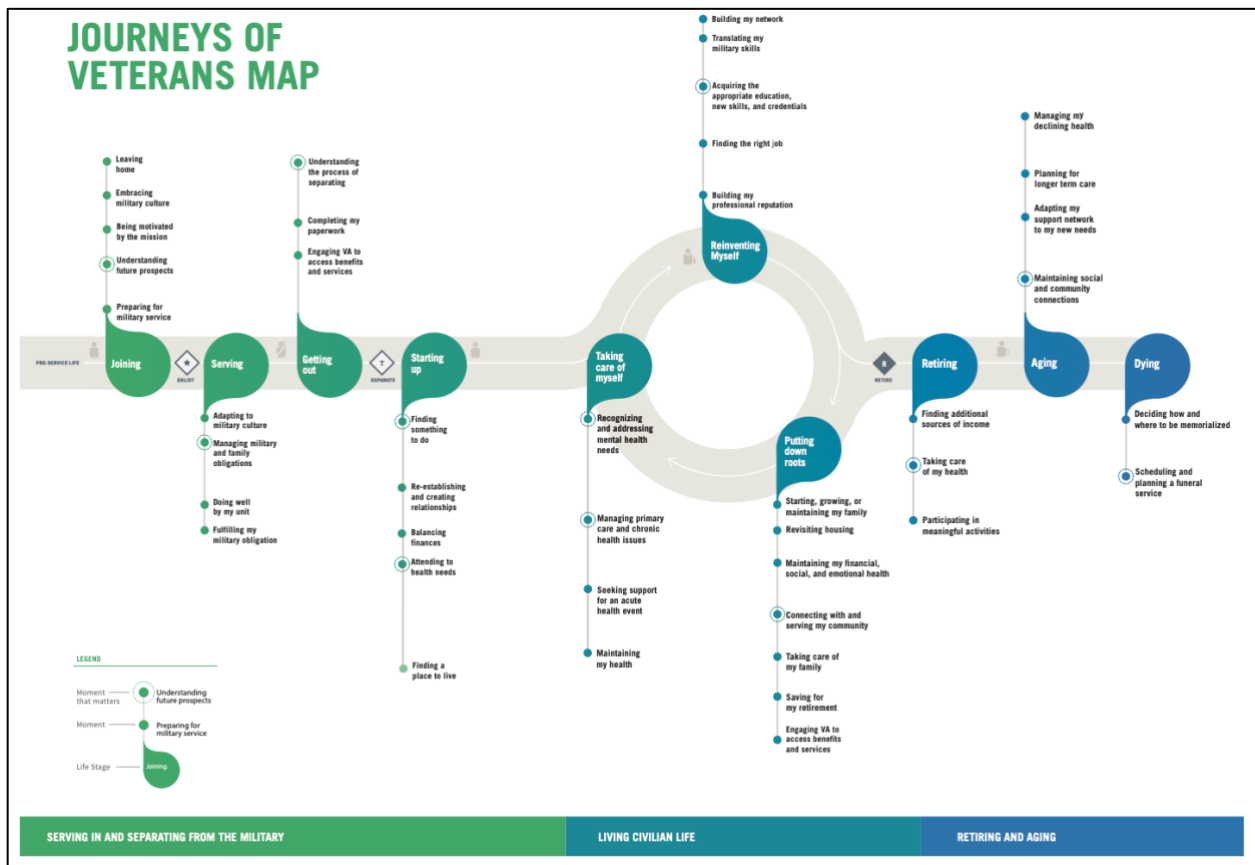 JOURNEYS OF
VETERANS MAP
Leaving
home
Embracing
military culture
Being motivated
by the mission
Understanding
future prospects
Preparing for
military service
Understanding
the process of
separating
Completing my
paperwork
Engaging VA to
access benefits
and services
Building my network
Translating my
military skills
Acquiring the
appropriate education,
new skills, and credentials
Finding the right job
Building my
professional reputation
Managing my
declining health
Planning for
longer term care
Adapting my
support network
to my new needs
Maintaining social
and community
connections
Reinventing
Myself
PRE-SERVICE LIFE
Joining
ENLIST
Serving
Getting
out
T
SEPARATE
Starting
up
Taking
care of
myself
R
RETIRE
Retiring
Aging
Dying
Adapting to
military culture
Managing military
and family
obligations
Doing well
by my unit
Fulfilling my
military obligation
Finding
something
to do
Re-establishing
and creating
relationships
Balancing
finances
Attending to
health needs
Finding a
place to live
Recognizing
and addressing
mental health
needs
Managing primary
care and chronic
health issues
Seeking support
for an acute
health event
Maintaining
my health
Putting
down
roots
Starting, growing, or
maintaining my family
Revisiting housing
Maintaining my financial,
social, and emotional health
Connecting with and
serving my community
Taking care of
my family
Saving for
my retirement
Engaging VA to
access benefits
and services
Finding additional
sources of income
Taking care
of my health
Participating in
meaningful activities
Deciding how and
where to be memorialized
Scheduling and
planning a funeral
service
LEGEND
Moment
that matters
Understanding
future prospects
Moment
Preparing for
military service
Life Stage
Joining
SERVING IN AND SEPARATING FROM THE MILITARY
LIVING CIVILIAN LIFE
RETIRING AND AGING